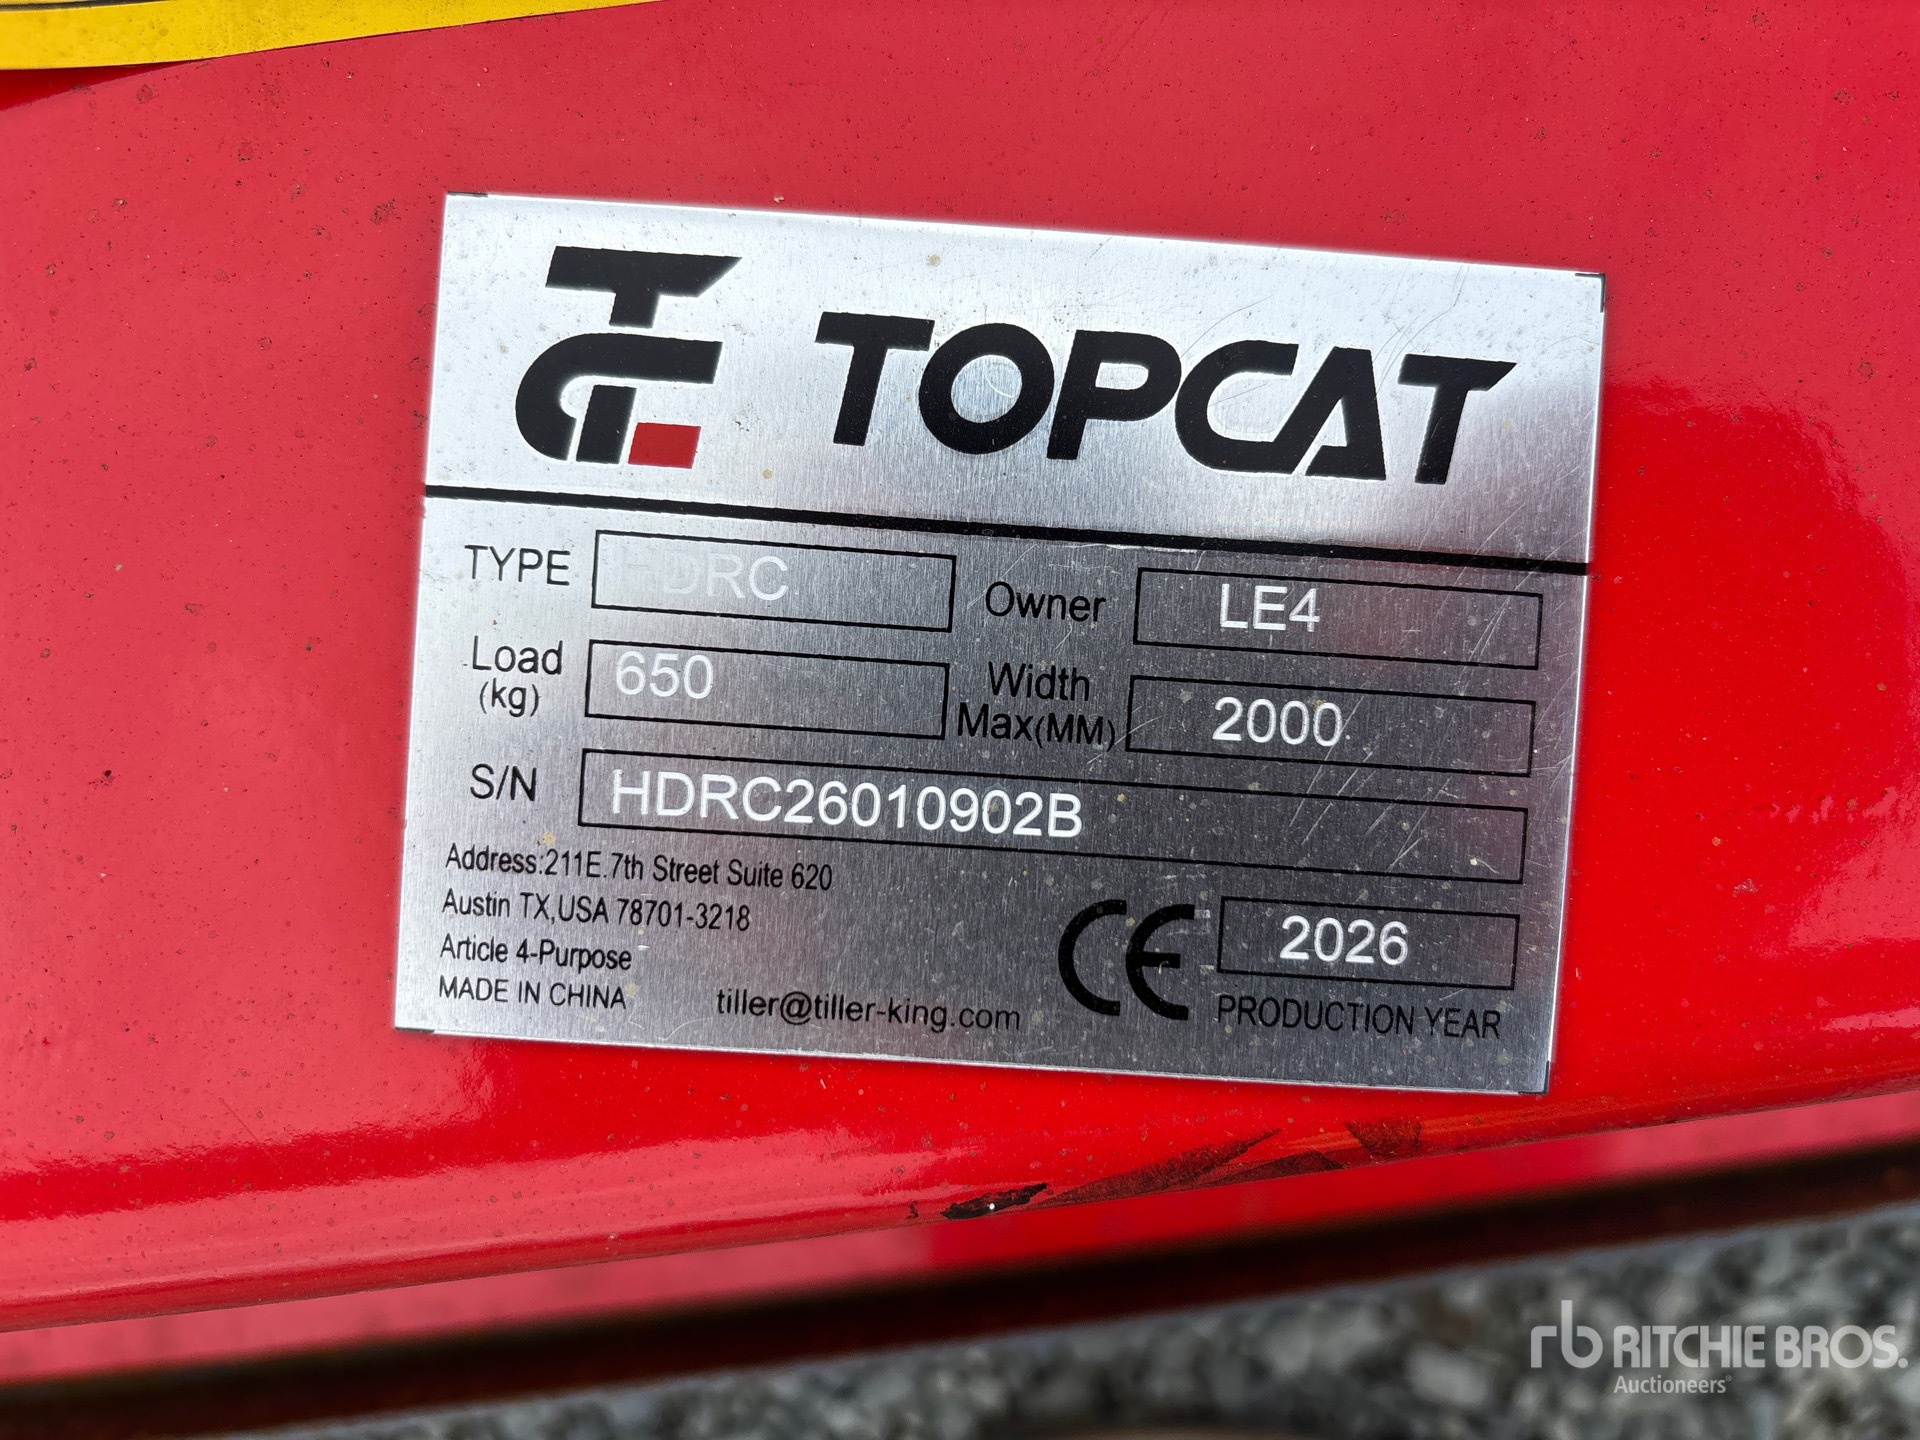 TOPCAT
TYPE HDRC Owner LE4
Load (kg) 650 Width Max(MM) 2000
S/N HDRC26010902B
Address:211E.7th Street Suite 620
Austin TX,USA 78701-3218
Article 4-Purpose
MADE IN CHINA
tiller@tiller-king.com
CE
2026
PRODUCTION YEAR
rb RITCHIE BROS.
Auctioneers